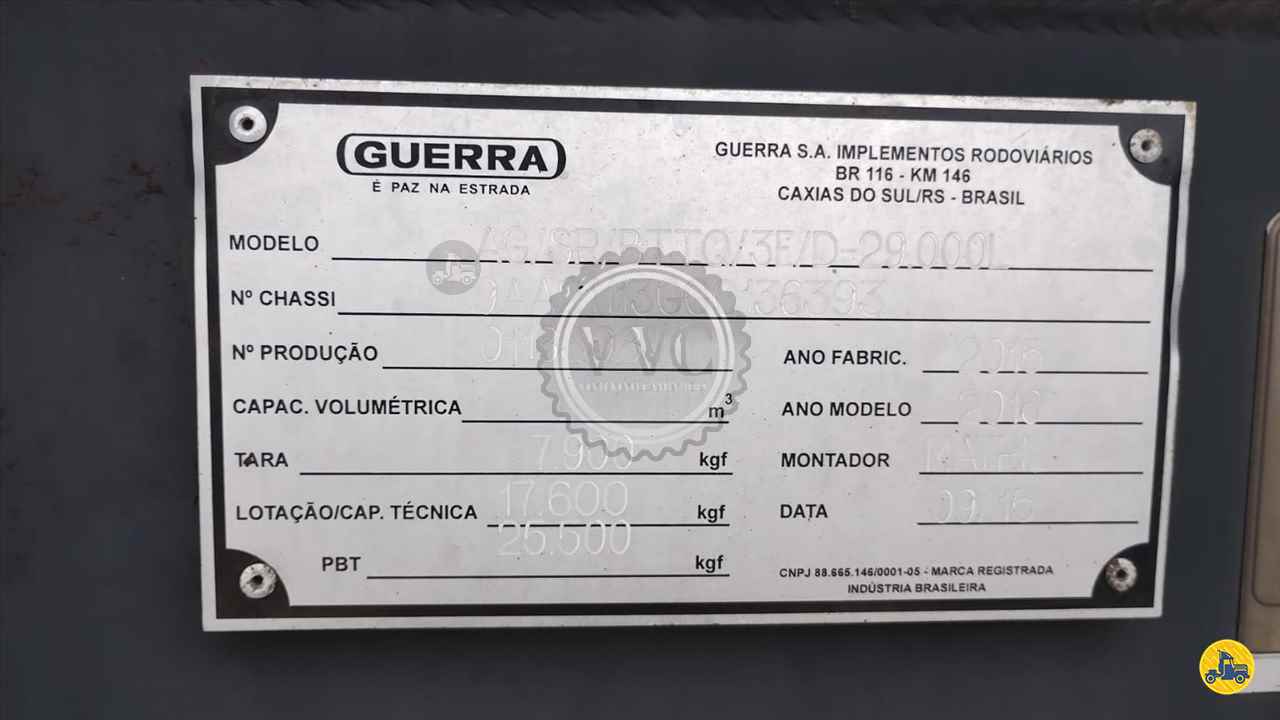 GUERRA
É PAZ NA ESTRADA
GUERRA S.A. IMPLEMENTOS RODOVIÁRIOS
BR 116 - KM 146
CAXIAS DO SUL/RS - BRASIL
MODELO
Nº CHASSI
Nº PRODUÇÃO
ANO FABRIC. 2015
CAPAC. VOLUMÉTRICA m³
ANO MODELO
TARA 7.900 kgf
MONTADOR
LOTAÇÃO/CAP. TÉCNICA 17.600 kgf
DATA
PBT 25.500 kgf
CNPJ 88.665.146/0001-05 - MARCA REGISTRADA
INDÚSTRIA BRASILEIRA
VVC